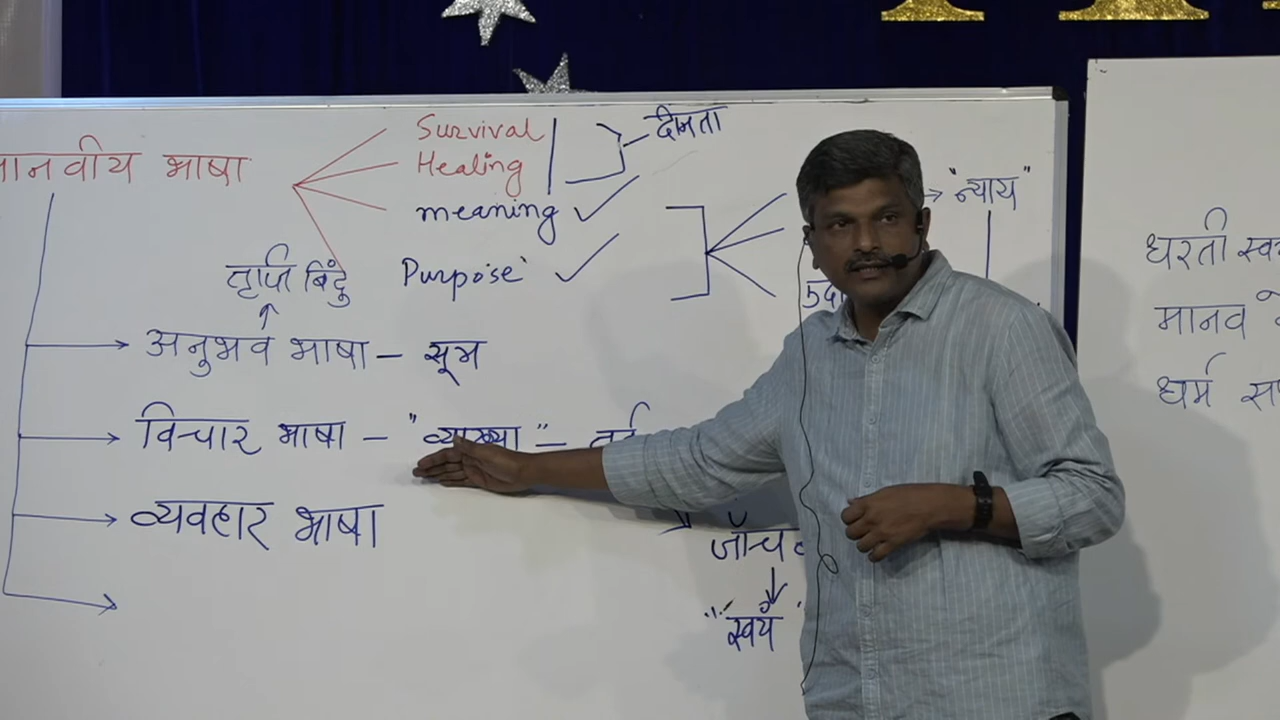 मानवीय भाषा
Survival
Healing
meaning
Purpose
दीनता
तृप्ति बिंदु
अनुभव भाषा –
विचार भाषा – "व्याख्या" –
व्यवहार भाषा
"न्याय"
जाँच
"स्वयं"
धरती
मानव
धर्म